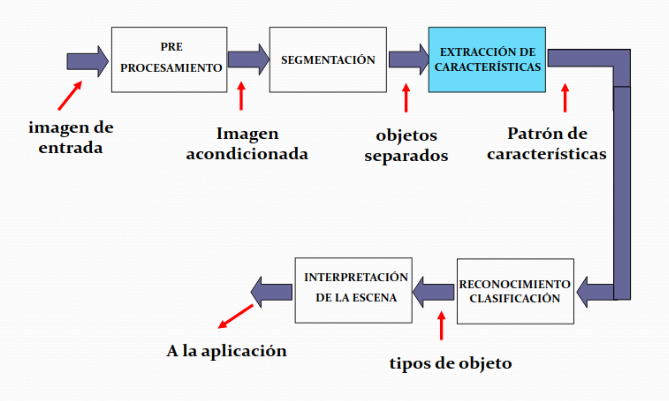 PRE
PROCESAMIENTO
SEGMENTACIÓN
EXTRACCIÓN DE
CARACTERÍSTICAS
imagen de
entrada
Imagen
acondicionada
objetos
separados
Patrón de
características
INTERPRETACIÓN
DE LA ESCENA
RECONOCIMIENTO
CLASIFICACIÓN
A la aplicación
tipos de objeto